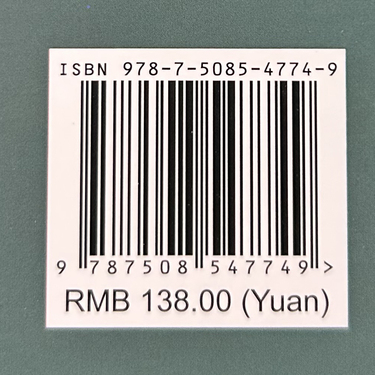 ISBN 978-7-5085-4774-9
9 787508 547749 >
RMB 138.00 (Yuan)